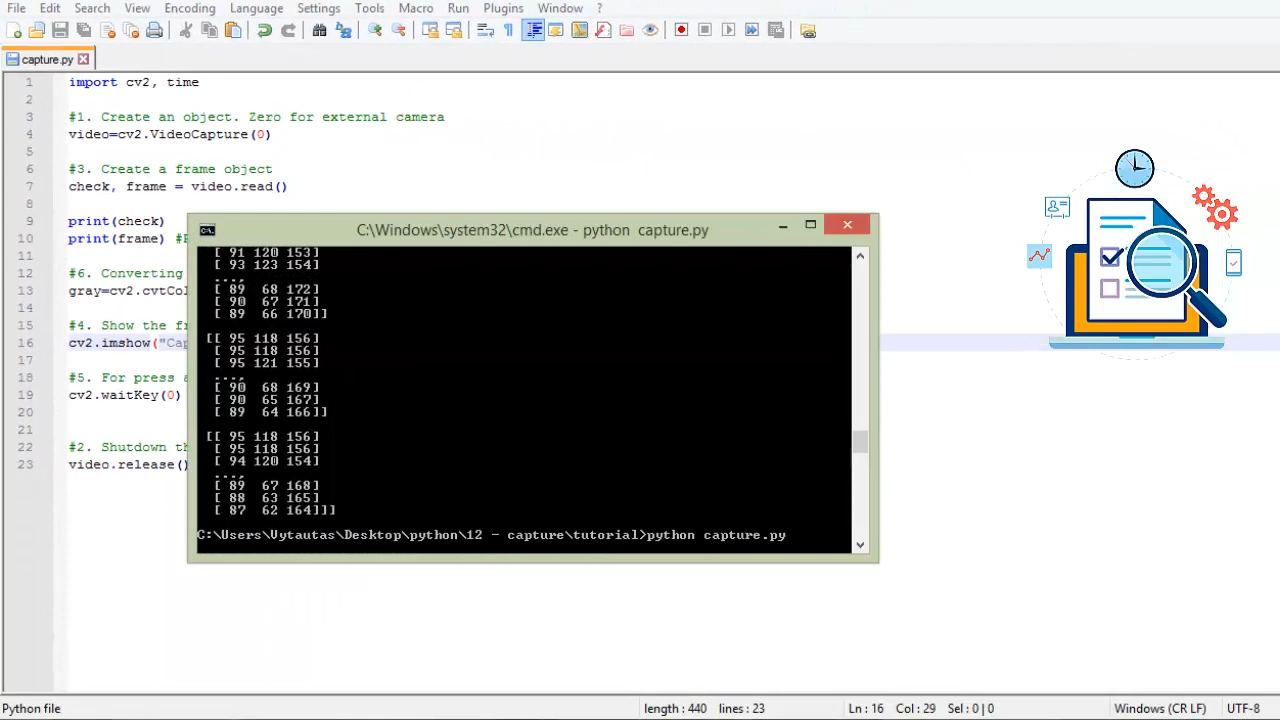 File Edit Search View Encoding Language Settings Tools Macro Run Plugins Window ?
capture.py
1 import cv2, time
2
3 #1. Create an object. Zero for external camera
4 video=cv2.VideoCapture(0)
5
6 #3. Create a frame object
7 check, frame = video.read()
8
9 print(check)
10 print(frame) #
11
12 #6. Converting
13 gray=cv2.cvtCol
14
15 #4. Show the fr
16 cv2.imshow("Cap
17
18 #5. For press a
19 cv2.waitKey(0)
20
21
22 #2. Shutdown th
23 video.release()
C:\Windows\system32\cmd.exe - python capture.py
[ 91 120 153]
[ 93 123 154]
...,
[ 89 68 172]
[ 90 67 171]
[ 89 66 170]]
[[ 95 118 156]
[ 95 118 156]
[ 95 121 155]
...,
[ 90 68 169]
[ 90 65 167]
[ 89 64 166]]
[[ 95 118 156]
[ 95 118 156]
[ 94 120 154]
...,
[ 89 67 168]
[ 88 63 165]
[ 87 62 164]]]
C:\Users\Vytautas\Desktop\python\12 - capture\tutorial>python capture.py
Python file length : 440 lines : 23 Ln : 16 Col : 29 Sel : 0 | 0 Windows (CR LF) UTF-8